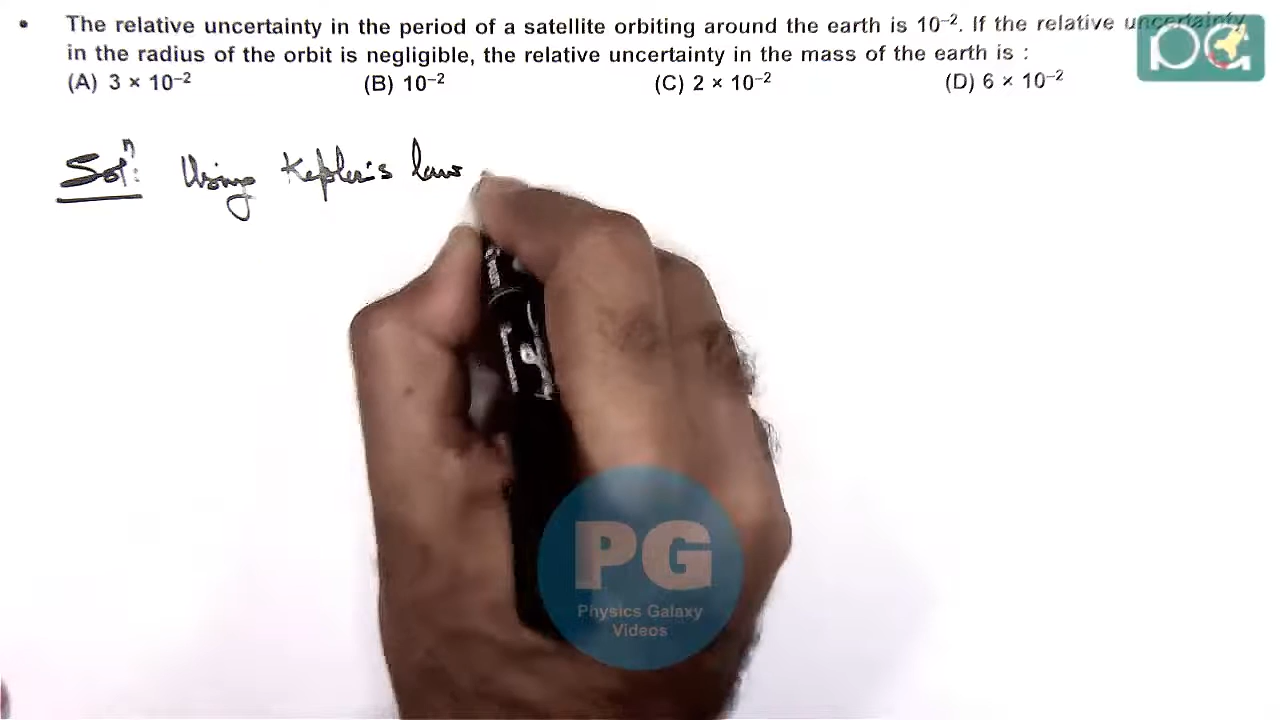 • The relative uncertainty in the period of a satellite orbiting around the earth is 10⁻². If the relative uncertainty
in the radius of the orbit is negligible, the relative uncertainty in the mass of the earth is :
(A) 3 × 10⁻² (B) 10⁻² (C) 2 × 10⁻² (D) 6 × 10⁻²
PG
Solⁿ: Using Kepler's law
PG
Physics Galaxy
Videos